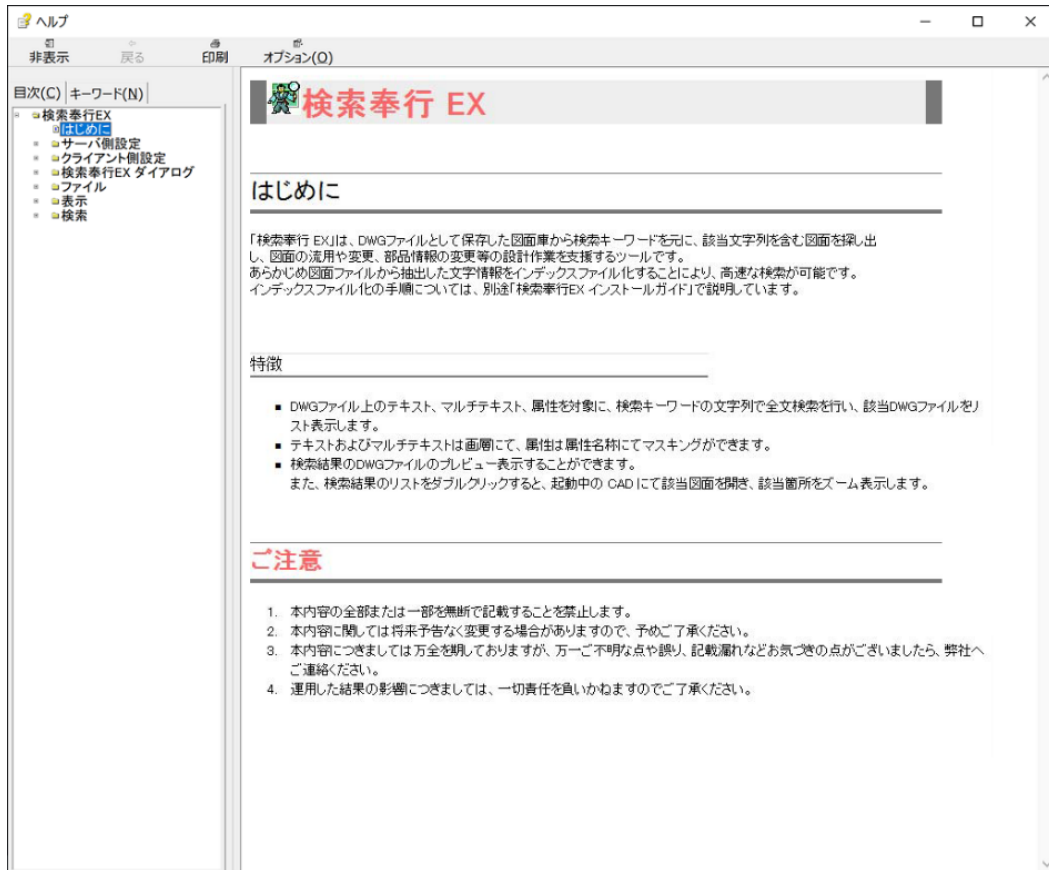 ヘルプ
非表示 戻る 印刷 オプション(O)
目次(C) キーワード(N)
検索奉行EX
はじめに
サーバ側設定
クライアント側設定
検索奉行EX ダイアログ
ファイル
表示
検索
検索奉行 EX
はじめに
「検索奉行 EX」は、DWGファイルとして保存した図面庫から検索キーワードを元に、該当文字列を含む図面を探し出
し、図面の流用や変更、部品情報の変更等の設計作業を支援するツールです。
あらかじめ図面ファイルから抽出した文字情報をインデックスファイル化することにより、高速な検索が可能です。
インデックスファイル化の手順については、別途「検索奉行EX インストールガイド」で説明しています。
特徴
■ DWGファイル上のテキスト、マルチテキスト、属性を対象に、検索キーワードの文字列で全文検索を行い、該当DWGファイルをリ
スト表示します。
■ テキストおよびマルチテキストは画層にて、属性は属性名称にてマスキングができます。
■ 検索結果のDWGファイルのプレビュー表示することができます。
また、検索結果のリストをダブルクリックすると、起動中の CAD にて該当図面を開き、該当箇所をズーム表示します。
ご注意
1. 本内容の全部または一部を無断で記載することを禁止します。
2. 本内容に関しては将来予告なく変更する場合がありますので、予めご了承ください。
3. 本内容につきましては万全を期しておりますが、万一ご不明な点や誤り、記載漏れなどお気づきの点がございましたら、弊社へ
ご連絡ください。
4. 運用した結果の影響につきましては、一切責任を負いかねますのでご了承ください。